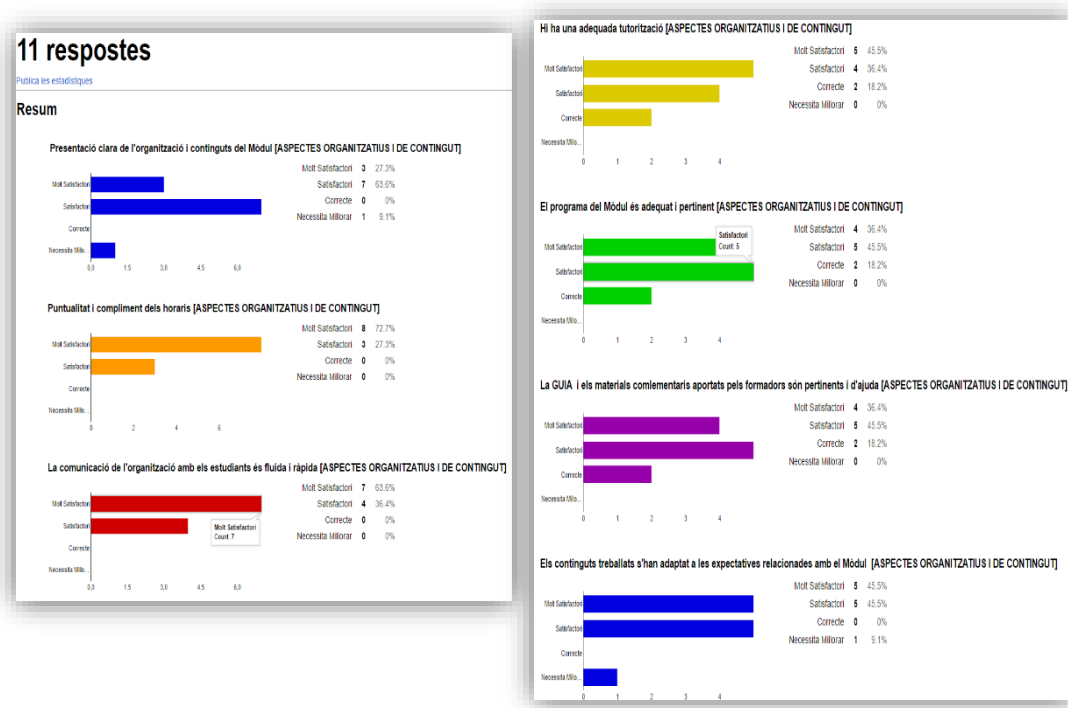 11 respostes
Publica les estadístiques
Resum
Presentació clara de l'organització i continguts del Mòdul [ASPECTES ORGANITZATIUS I DE CONTINGUT]
Molt Satisfactori 3 27.3%
Satisfactori 7 63.6%
Correcte 0 0%
Necessita Millorar 1 9.1%
Molt Satisfactori
Satisfactori
Correcte
Necessita Millo...
0,0 1,5 3,0 4,5 6,0
Puntualitat i compliment dels horaris [ASPECTES ORGANITZATIUS I DE CONTINGUT]
Molt Satisfactori 8 72.7%
Satisfactori 3 27.3%
Correcte 0 0%
Necessita Millorar 0 0%
Molt Satisfactori
Satisfactori
Correcte
Necessita Millo...
0 2 4 6
La comunicació de l'organització amb els estudiants és fluida i ràpida [ASPECTES ORGANITZATIUS I DE CONTINGUT]
Molt Satisfactori 7 63.6%
Satisfactori 4 36.4%
Correcte 0 0%
Necessita Millorar 0 0%
Molt Satisfactori
Satisfactori
Correcte
Necessita Millo...
Molt Satisfactori
Count: 7
0,0 1,5 3,0 4,5 6,0
Hi ha una adequada tutorització [ASPECTES ORGANITZATIUS I DE CONTINGUT]
Molt Satisfactori 5 45.5%
Satisfactori 4 36.4%
Correcte 2 18.2%
Necessita Millorar 0 0%
Molt Satisfactori
Satisfactori
Correcte
Necessita Millo...
0 1 2 3 4
El programa del Mòdul és adequat i pertinent [ASPECTES ORGANITZATIUS I DE CONTINGUT]
Molt Satisfactori 4 36.4%
Satisfactori 5 45.5%
Correcte 2 18.2%
Necessita Millorar 0 0%
Satisfactori
Count: 5
Molt Satisfactori
Satisfactori
Correcte
Necessita Millo...
0 1 2 3 4
La GUIA i els materials comlementaris aportats pels formadors són pertinents i d'ajuda [ASPECTES ORGANITZATIUS I DE CONTINGUT]
Molt Satisfactori 4 36.4%
Satisfactori 5 45.5%
Correcte 2 18.2%
Necessita Millorar 0 0%
Molt Satisfactori
Satisfactori
Correcte
Necessita Millo...
0 1 2 3 4
Els continguts treballats s'han adaptat a les expectatives relacionades amb el Mòdul [ASPECTES ORGANITZATIUS I DE CONTINGUT]
Molt Satisfactori 5 45.5%
Satisfactori 5 45.5%
Correcte 0 0%
Necessita Millorar 1 9.1%
Molt Satisfactori
Satisfactori
Correcte
Necessita Millo...
0 1 2 3 4